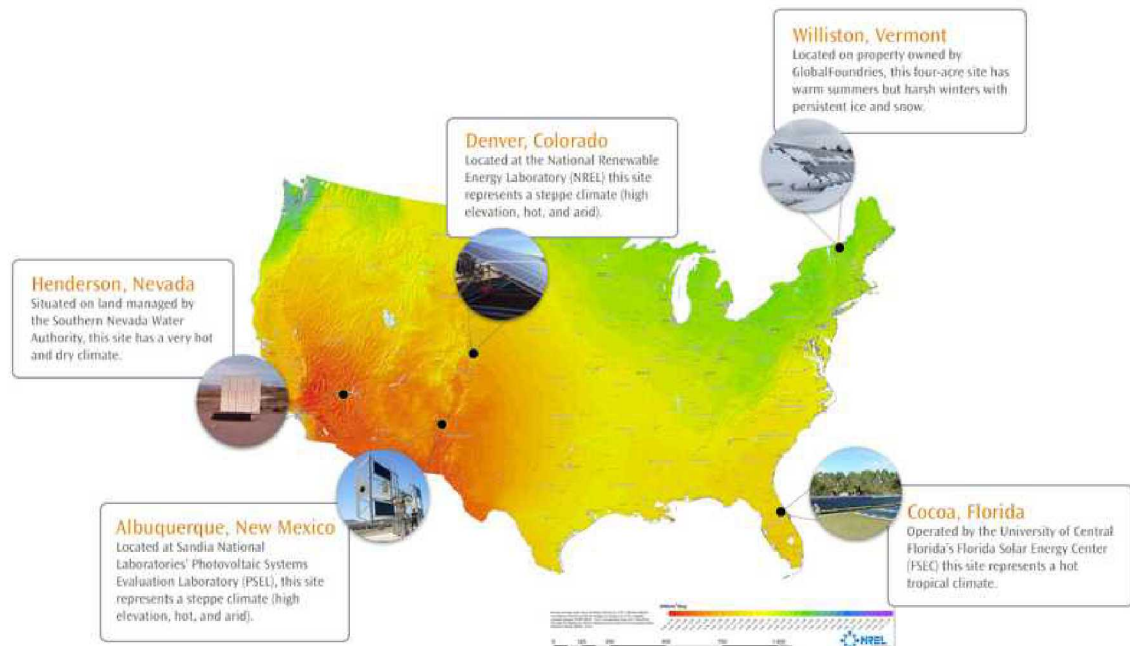 Williston, Vermont
Located on property owned by
GlobalFoundries, this four-acre site has
warm summers but harsh winters with
persistent ice and snow.
Denver, Colorado
Located at the National Renewable
Energy Laboratory (NREL) this site
represents a steppe climate (high
elevation, hot, and arid).
Henderson, Nevada
Situated on land managed by
the Southern Nevada Water
Authority, this site has a very hot
and dry climate.
Albuquerque, New Mexico
Located at Sandia National
Laboratories' Photovoltaic Systems
Evaluation Laboratory (PSEL), this site
represents a steppe climate (high
elevation, hot, and arid).
Cocoa, Florida
Operated by the University of Central
Florida's Florida Solar Energy Center
(FSEC) this site represents a hot
tropical climate.
NREL